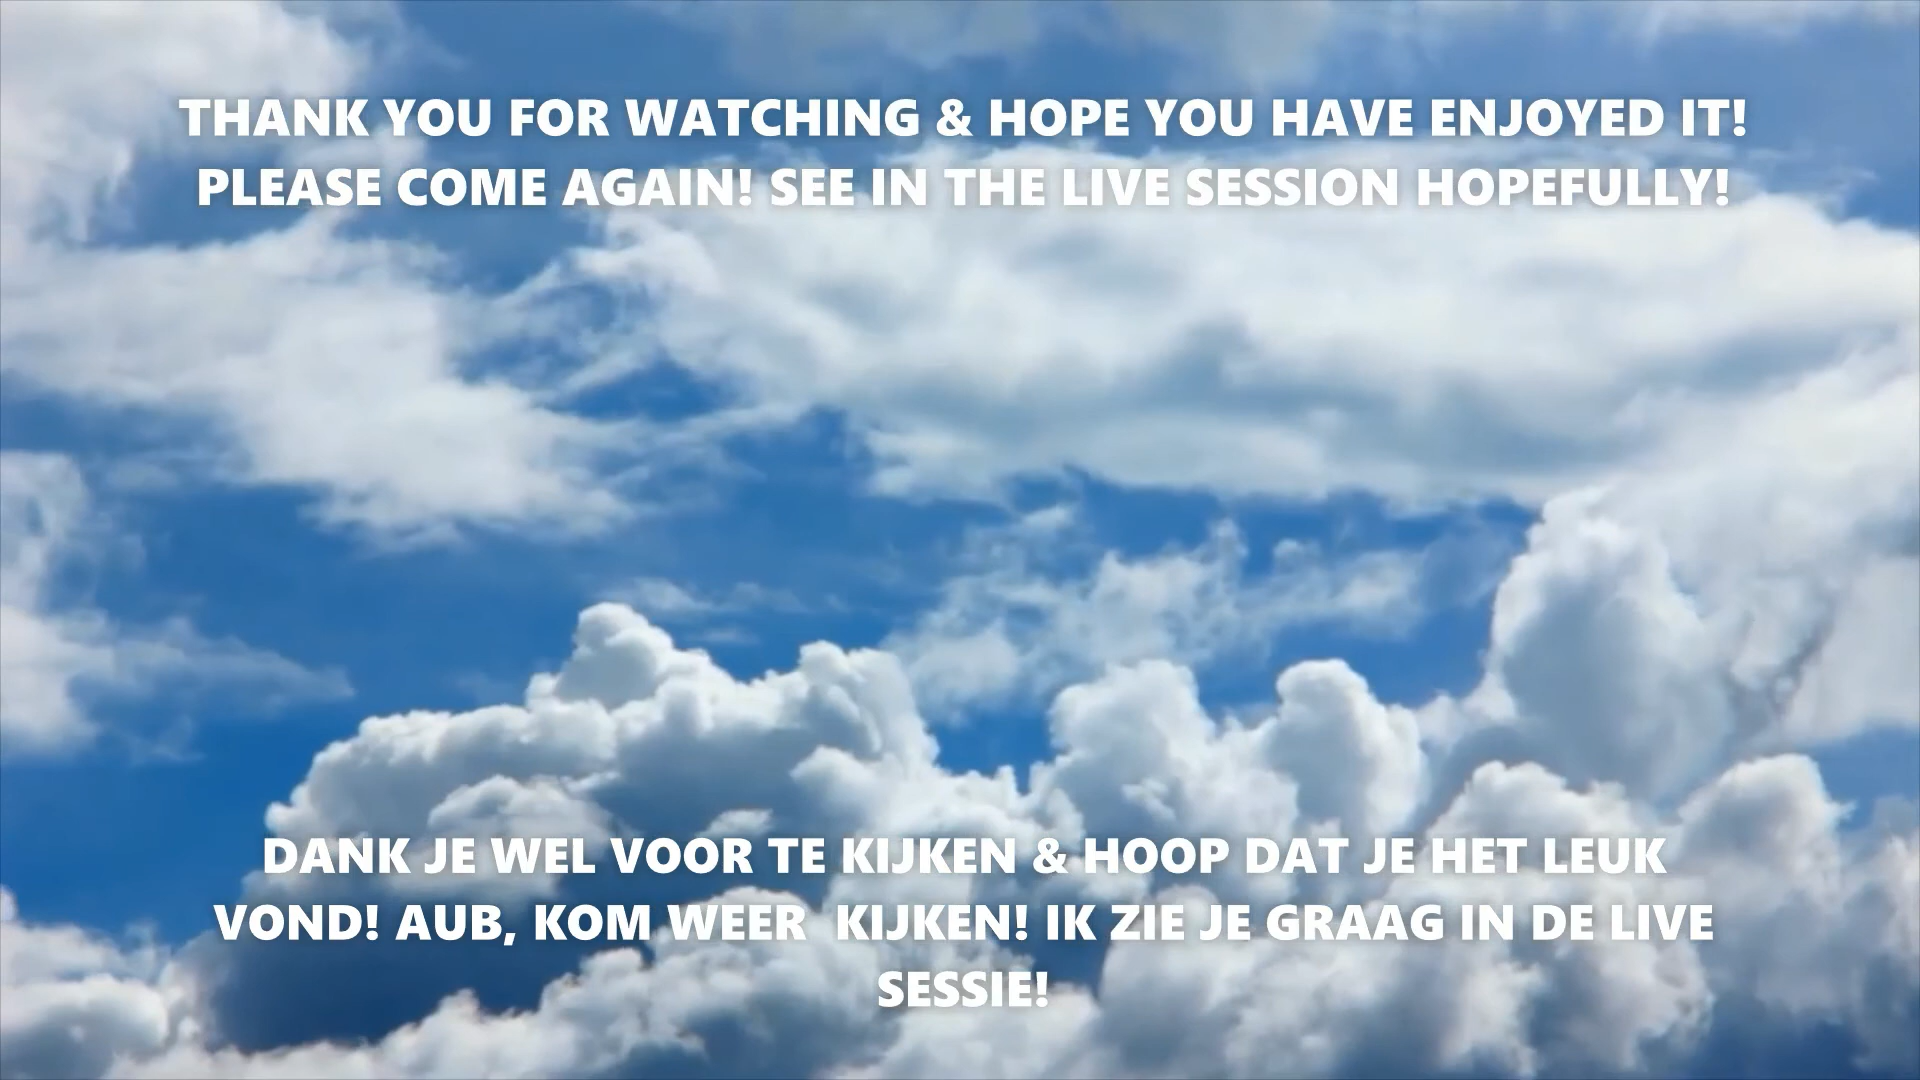 THANK YOU FOR WATCHING & HOPE YOU HAVE ENJOYED IT!
PLEASE COME AGAIN! SEE IN THE LIVE SESSION HOPEFULLY!
DANK JE WEL VOOR TE KIJKEN & HOOP DAT JE HET LEUK
VOND! AUB, KOM WEER  KIJKEN! IK ZIE JE GRAAG IN DE LIVE
SESSIE!